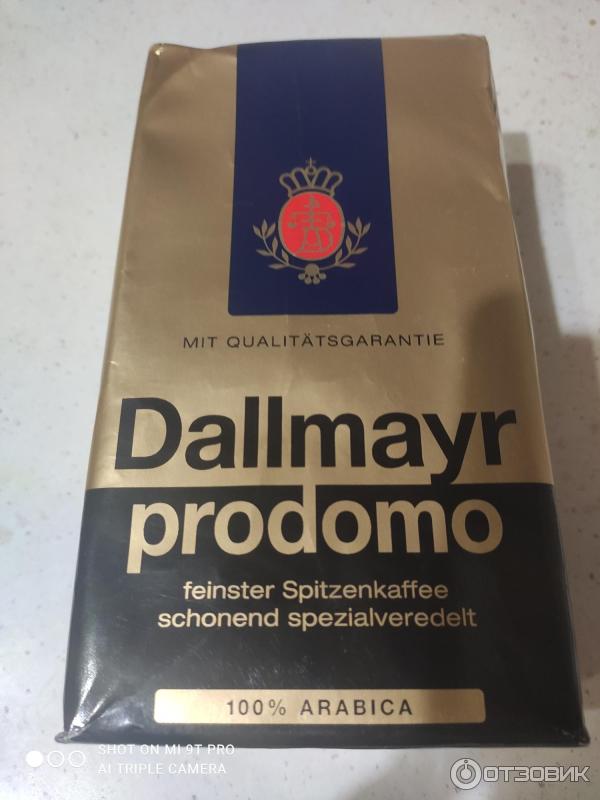 MIT QUALITÄTSGARANTIE
Dallmayr
prodomo
feinster Spitzenkaffee
schonend spezialveredelt
100% ARABICA
SHOT ON MI 9T PRO
AI TRIPLE CAMERA
ОТЗОВИК